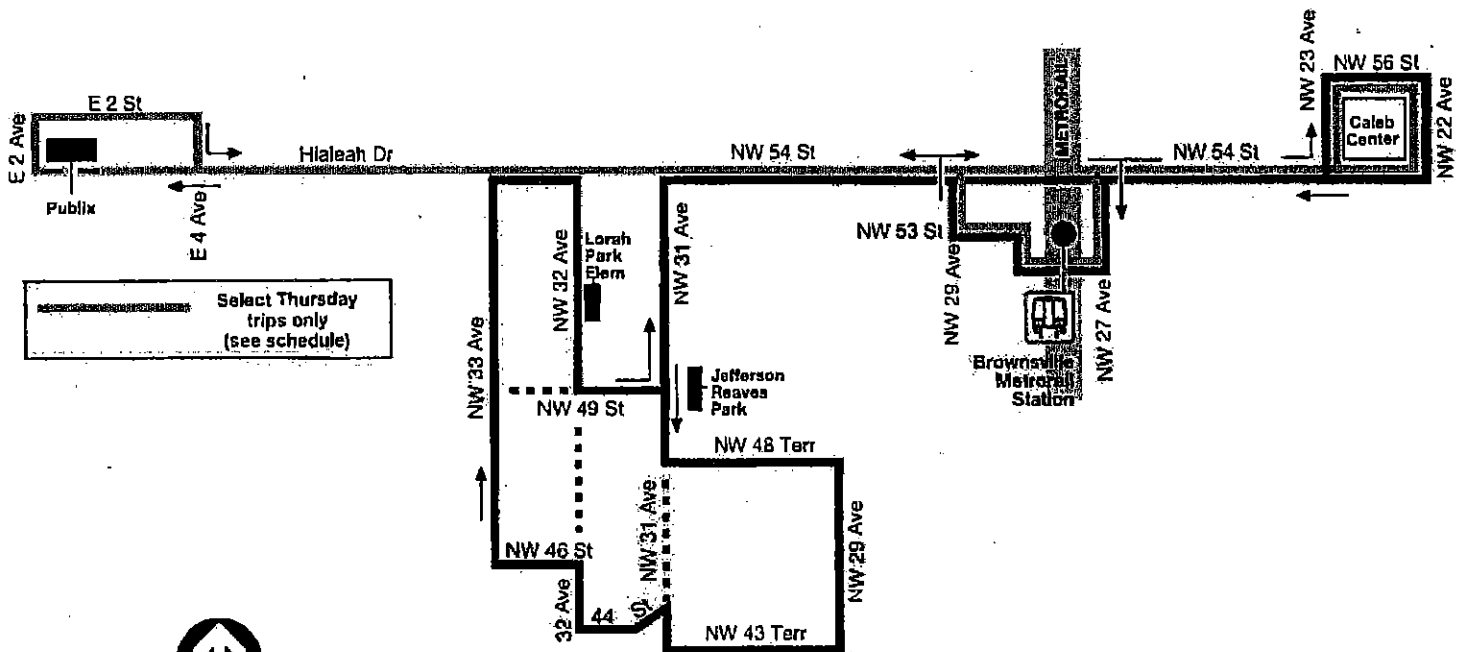 NW 23 Ave
NW 56 St
METRORAIL
E 2 St
E 2 Ave
Caleb
Center
NW 22 Ave
Hialeah Dr
NW 54 St
NW 54 St
Publix
E 4 Ave
NW 53 St
Lorah
Park
Elem
NW 32 Ave
NW 31 Ave
NW 29 Ave
NW 27 Ave
Select Thursday
trips only
(see schedule)
NW 33 Ave
Brownsville
Metrorail
Station
Jefferson
Reaves
Park
NW 49 St
NW 48 Terr
NW 31 Ave
NW 29 Ave
NW 46 St
32 Ave
44 St
NW 43 Terr